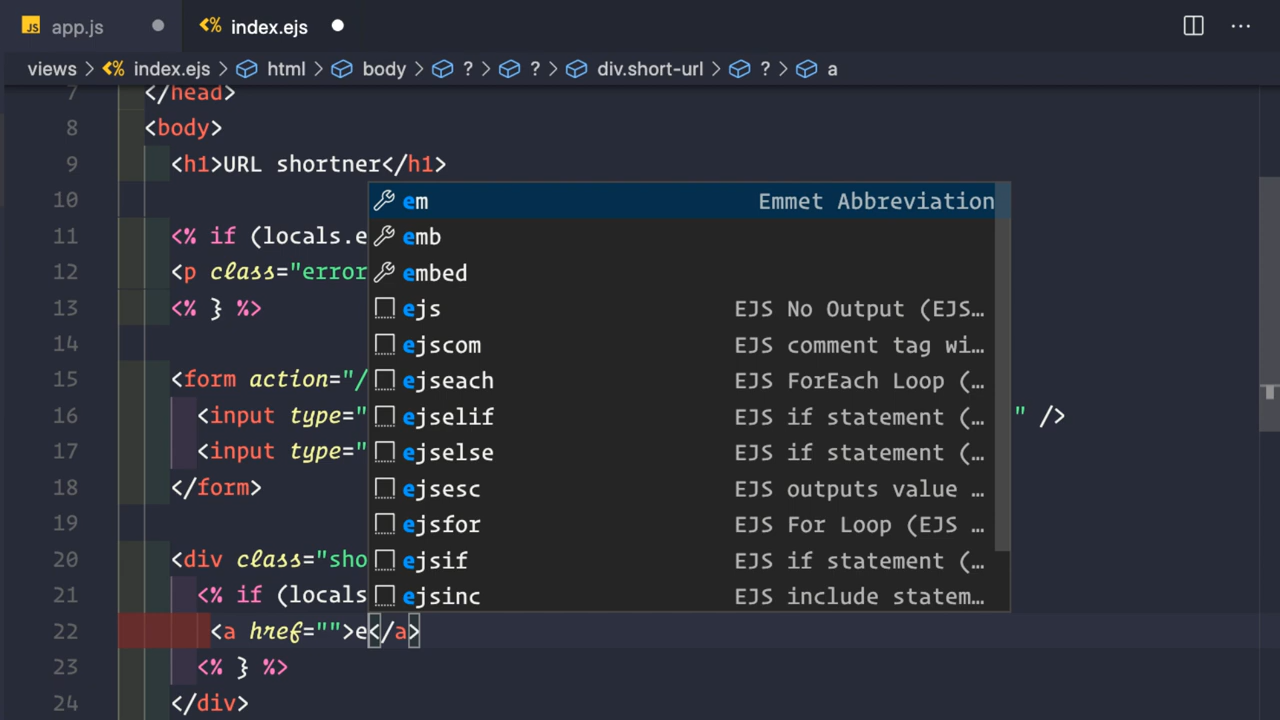 JS app.js
<% index.ejs
views > <% index.ejs > html > body > ? > ? > div.short-url > ? > a
7 </head>
8 <body>
9 <h1>URL shortner</h1>
10
11 <% if (locals.e
12 <p class="error
13 <% } %>
14
15 <form action="/
16 <input type=" " />
17 <input type="
18 </form>
19
20 <div class="sho
21 <% if (locals
22 <a href="">e</a>
23 <% } %>
24 </div>
em Emmet Abbreviation
emb
embed
ejs EJS No Output (EJS…
ejscom EJS comment tag wi…
ejseach EJS ForEach Loop (…
ejselif EJS if statement (…
ejselse EJS if statement (…
ejsesc EJS outputs value …
ejsfor EJS For Loop (EJS …
ejsif EJS if statement (…
ejsinc EJS include statem…